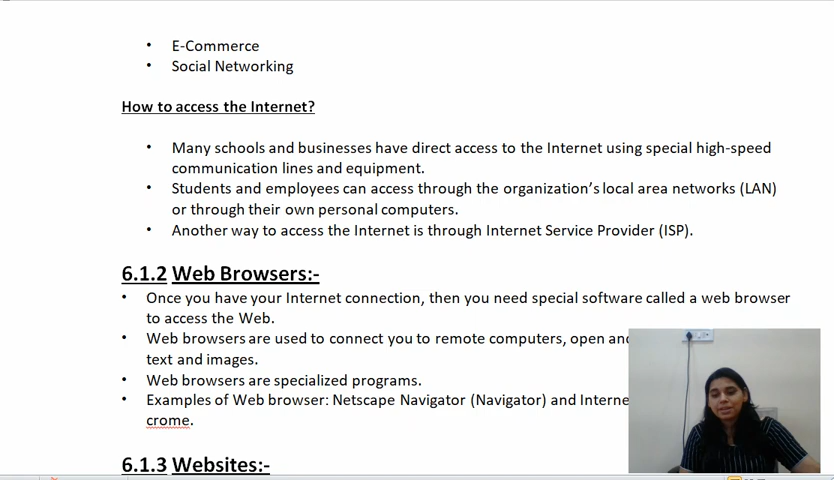 • E-Commerce
• Social Networking
How to access the Internet?
• Many schools and businesses have direct access to the Internet using special high-speed
communication lines and equipment.
• Students and employees can access through the organization's local area networks (LAN)
or through their own personal computers.
• Another way to access the Internet is through Internet Service Provider (ISP).
6.1.2 Web Browsers:-
• Once you have your Internet connection, then you need special software called a web browser
to access the Web.
• Web browsers are used to connect you to remote computers, open
text and images.
• Web browsers are specialized programs.
• Examples of Web browser: Netscape Navigator (Navigator) and
crome.
6.1.3 Websites:-